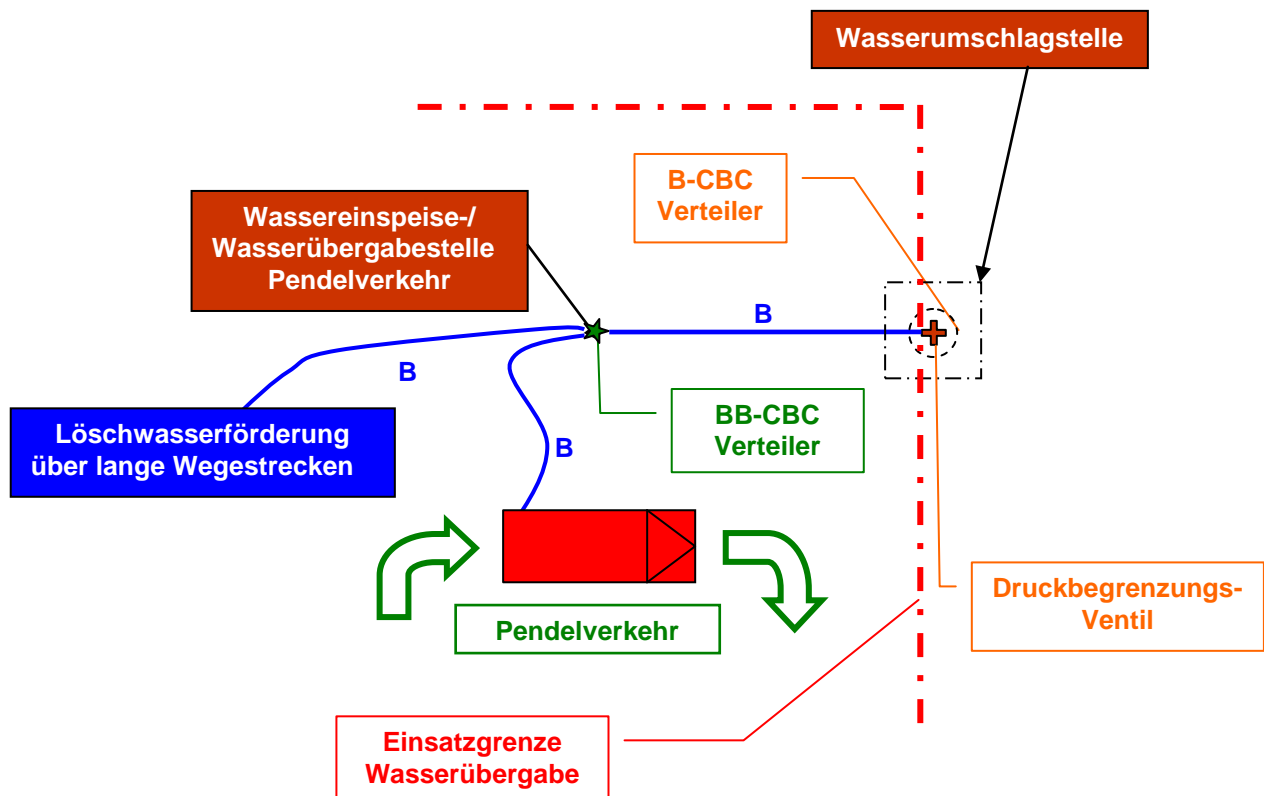 Wasserumschlagstelle
B-CBC
Verteiler
Wassereinspeise-/
Wasserübergabestelle
Pendelverkehr
B
B
BB-CBC
Verteiler
Löschwasserförderung
über lange Wegestrecken
B
Druckbegrenzungs-
Ventil
Pendelverkehr
Einsatzgrenze
Wasserübergabe